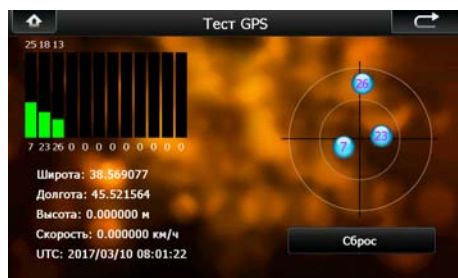 Тест GPS
25 18 13
7 23 26 0 0 0 0 0 0 0 0 0
26
23
7
Широта: 38.569077
Долгота: 45.521564
Высота: 0.000000 м
Скорость: 0.000000 км/ч
UTC: 2017/03/10 08:01:22
Сброс